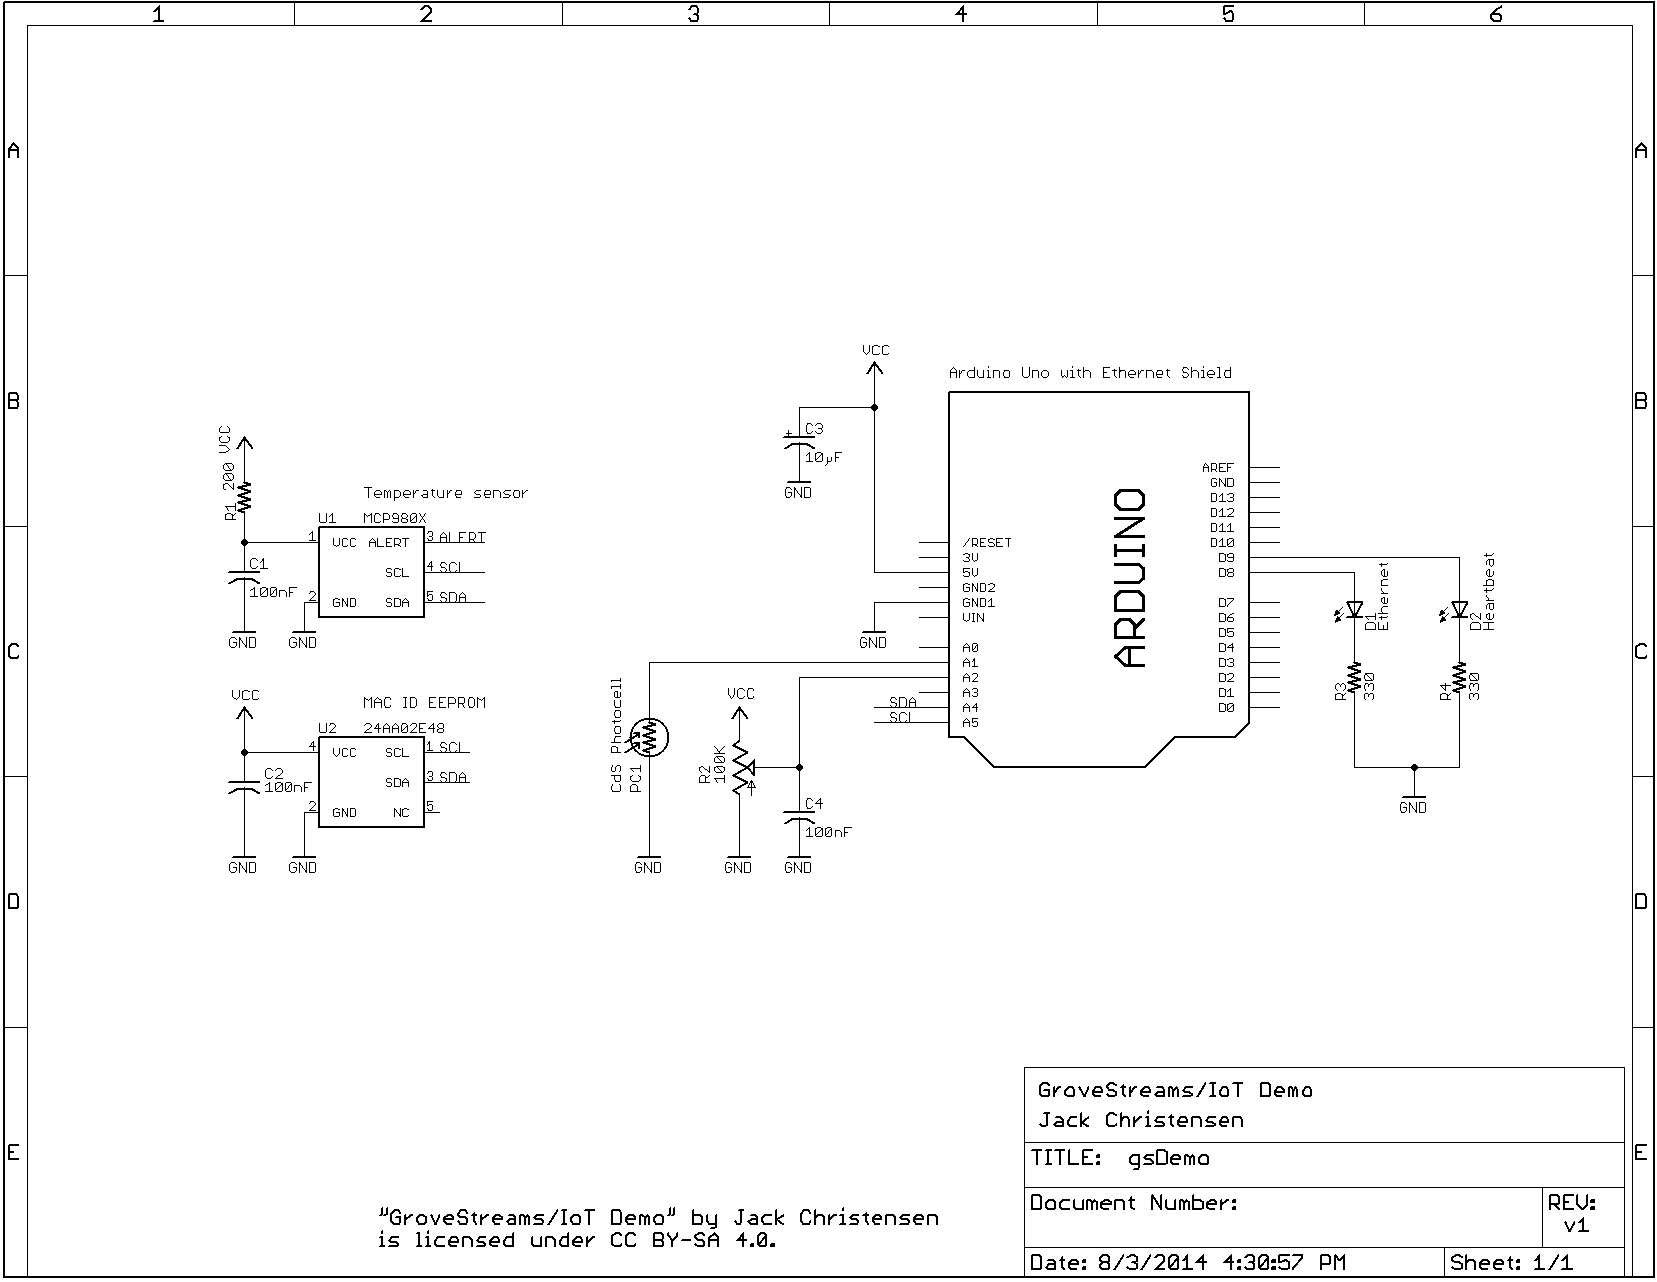 1 2 3 4 5 6
A A
B B
C C
D D
E E
VCC
R1 200
Temperature sensor
U1 MCP980X
1 VCC ALERT 3 ALERT
SCL 4 SCL
2 GND SDA 5 SDA
C1
100nF
GND GND
VCC
MAC ID EEPROM
U2 24AA02E48
4 VCC SCL 1 SCL
SDA 3 SDA
2 GND NC 5
C2
100nF
GND GND
VCC
+ C3
10µF
GND
GND
CdS Photocell
PC1
GND
VCC
R2
100K
GND
C4
100nF
GND
SDA
SCL
Arduino Uno with Ethernet Shield
ARDUINO
/RESET
3V
5V
GND2
GND1
VIN
A0
A1
A2
A3
A4
A5
AREF
GND
D13
D12
D11
D10
D9
D8
D7
D6
D5
D4
D3
D2
D1
D0
D1
Ethernet
D2
Heartbeat
R3
330
R4
330
GND
"GroveStreams/IoT Demo" by Jack Christensen
is licensed under CC BY-SA 4.0.
GroveStreams/IoT Demo
Jack Christensen
TITLE: gsDemo
Document Number:
REV:
v1
Date: 8/3/2014 4:30:57 PM
Sheet: 1/1